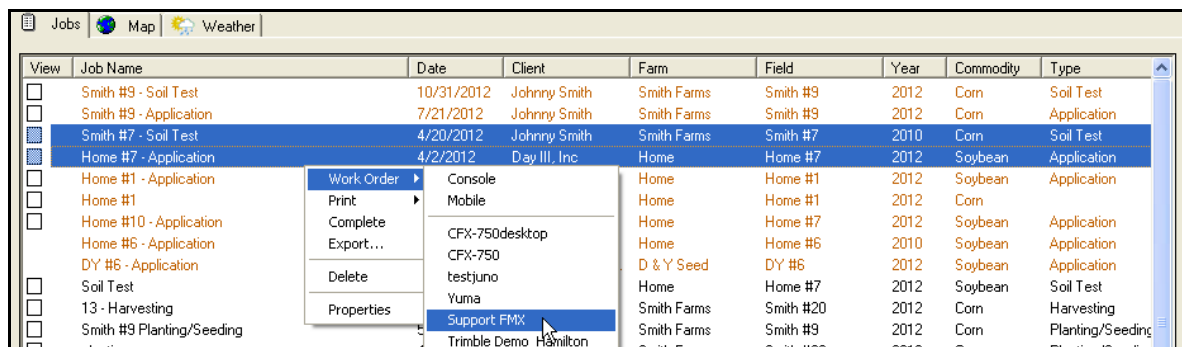 Jobs Map Weather
View Job Name Date Client Farm Field Year Commodity Type
Smith #9 - Soil Test 10/31/2012 Johnny Smith Smith Farms Smith #9 2012 Corn Soil Test
Smith #9 - Application 7/21/2012 Johnny Smith Smith Farms Smith #9 2012 Corn Application
Smith #7 - Soil Test 4/20/2012 Johnny Smith Smith Farms Smith #7 2010 Corn Soil Test
Home #7 - Application 4/2/2012 Day III, Inc Home Home #7 2012 Soybean Application
Home #1 - Application Work Order Console Home Home #1 2012 Soybean Application
Home #1 Print Mobile Home Home #1 2012 Corn
Home #10 - Application Complete Home Home #7 2012 Soybean Application
Home #6 - Application Export... CFX-750desktop Home Home #6 2010 Soybean Application
DY #6 - Application CFX-750 D & Y Seed DY #6 2012 Soybean Application
Soil Test Delete testjuno Home Home #7 2012 Soybean Soil Test
13 - Harvesting Properties Yuma Smith Farms Smith #20 2012 Corn Harvesting
Smith #9 Planting/Seeding Support FMX Smith Farms Smith #9 2012 Corn Planting/Seeding
Trimble Demo Hamilton